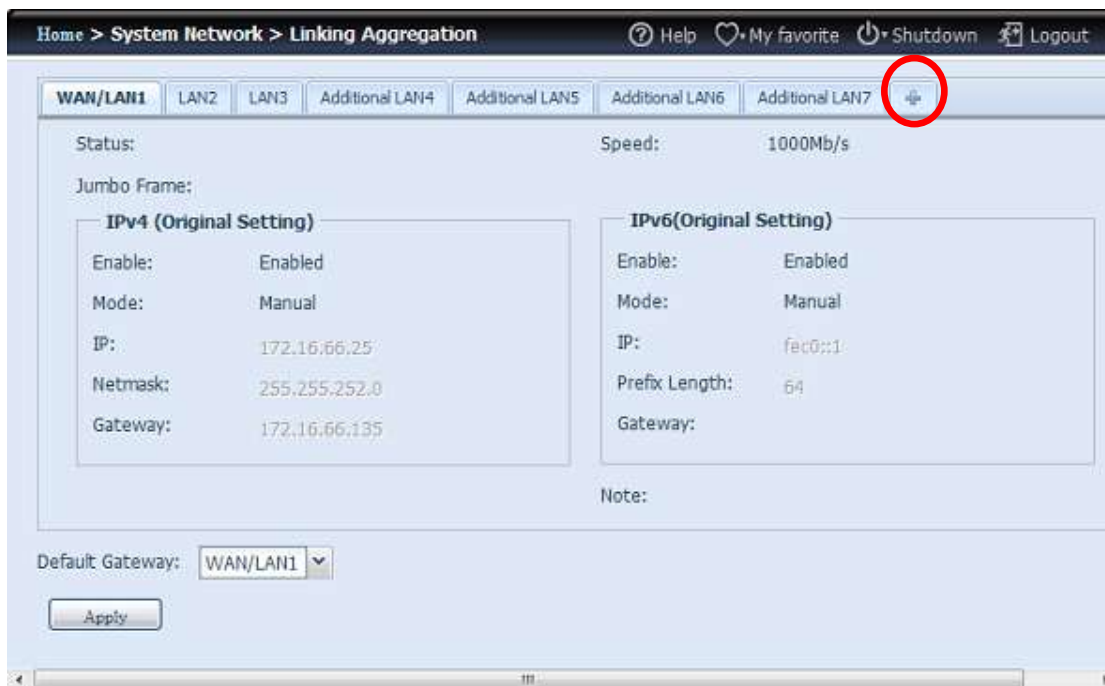 Home > System Network > Linking Aggregation Help My favorite Shutdown Logout
WAN/LAN1 LAN2 LAN3 Additional LAN4 Additional LAN5 Additional LAN6 Additional LAN7
Status: Speed: 1000Mb/s
Jumbo Frame:
IPv4 (Original Setting)
Enable: Enabled
Mode: Manual
IP: 172.16.66.25
Netmask: 255.255.252.0
Gateway: 172.16.66.135
IPv6(Original Setting)
Enable: Enabled
Mode: Manual
IP: fec0::1
Prefix Length: 64
Gateway:
Note:
Default Gateway: WAN/LAN1
Apply